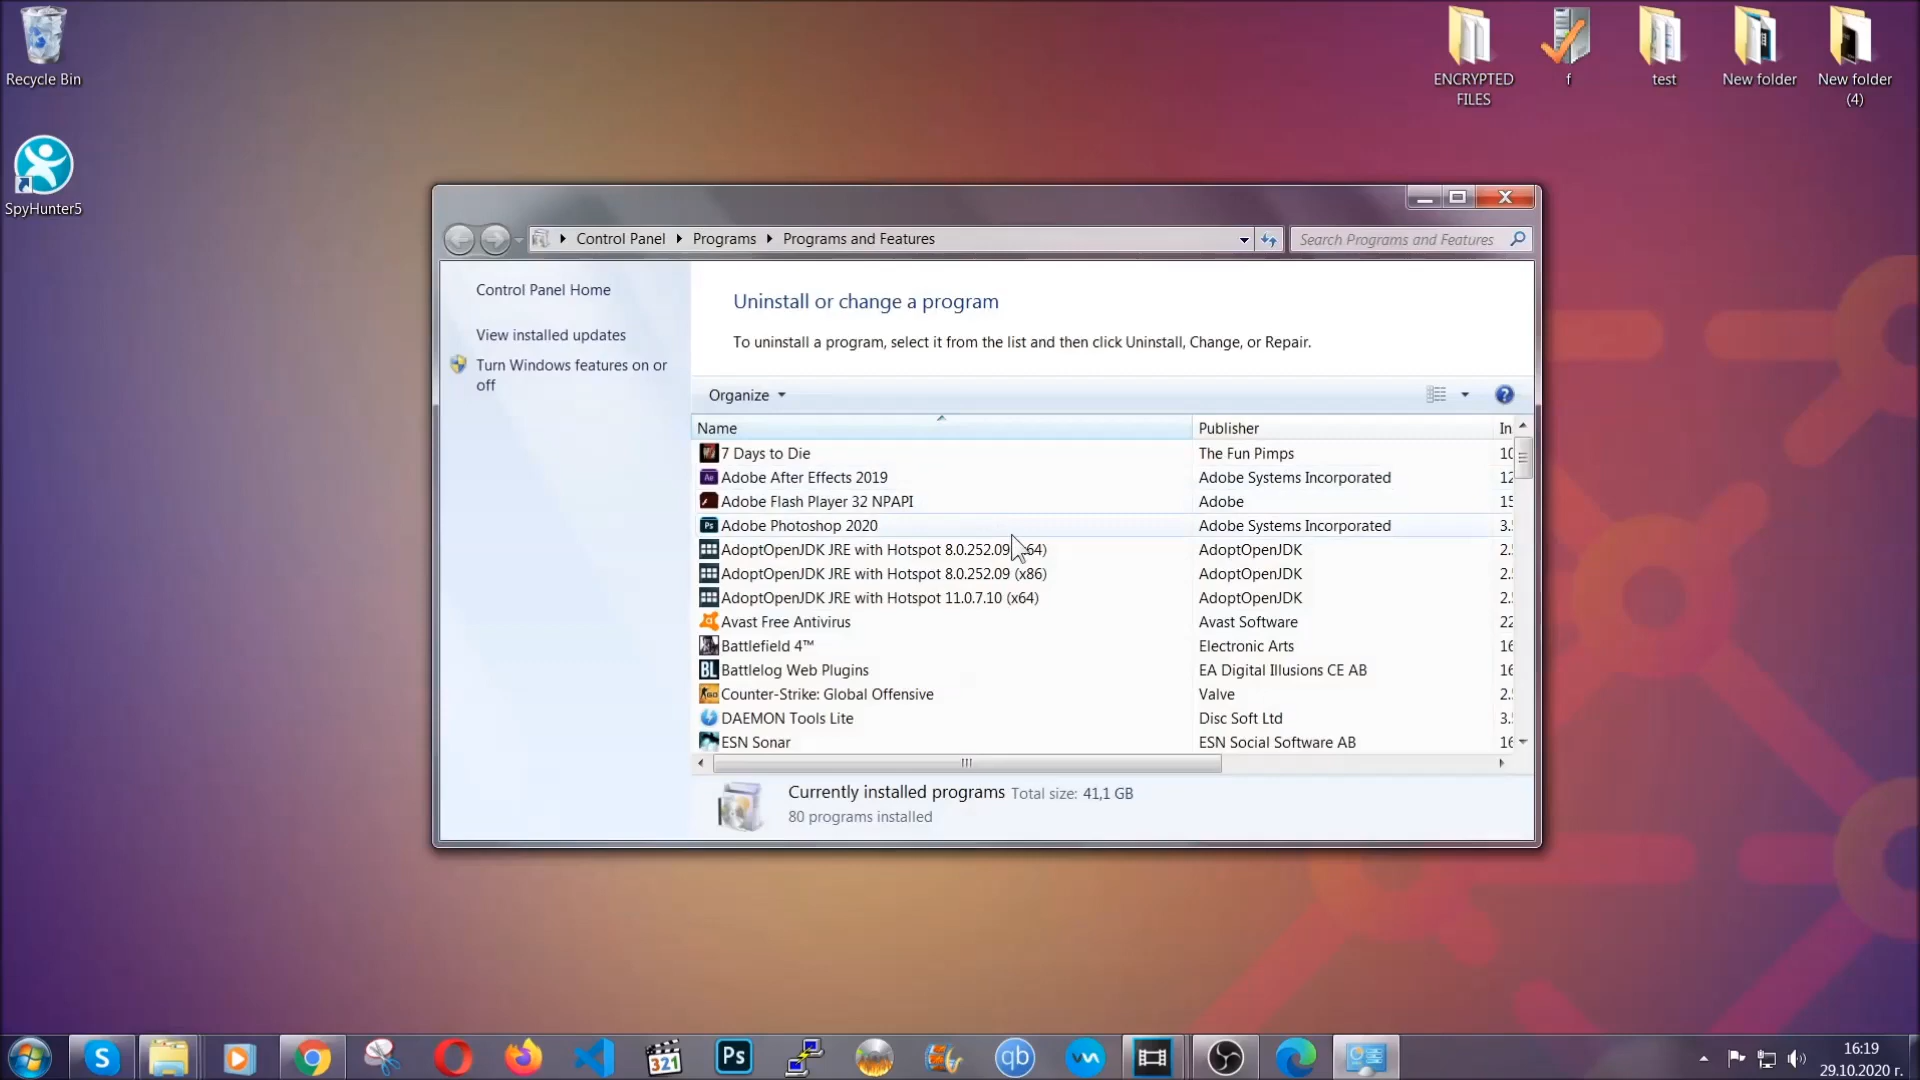 Recycle Bin
SpyHunter5
ENCRYPTED
FILES
f
test
New folder
New folder
(4)
Control Panel
Programs
Programs and Features
Search Programs and Features
Control Panel Home
View installed updates
Turn Windows features on or
off
Uninstall or change a program
To uninstall a program, select it from the list and then click Uninstall, Change, or Repair.
Organize
Name Publisher In
7 Days to Die The Fun Pimps 10
Adobe After Effects 2019 Adobe Systems Incorporated 12
Adobe Flash Player 32 NPAPI Adobe 15
Ps Adobe Photoshop 2020 Adobe Systems Incorporated 3.
AdoptOpenJDK JRE with Hotspot 8.0.252.09 64) AdoptOpenJDK 2.
AdoptOpenJDK JRE with Hotspot 8.0.252.09 (x86) AdoptOpenJDK 2.
AdoptOpenJDK JRE with Hotspot 11.0.7.10 (x64) AdoptOpenJDK 2.
Avast Free Antivirus Avast Software 22
Battlefield 4™ Electronic Arts 16
BL Battlelog Web Plugins EA Digital Illusions CE AB 16
Counter-Strike: Global Offensive Valve 2.
DAEMON Tools Lite Disc Soft Ltd 3.
ESN Sonar ESN Social Software AB 16
Currently installed programs Total size: 41,1 GB
80 programs installed
S
321
Ps
qb
16:19
29.10.2020 г.